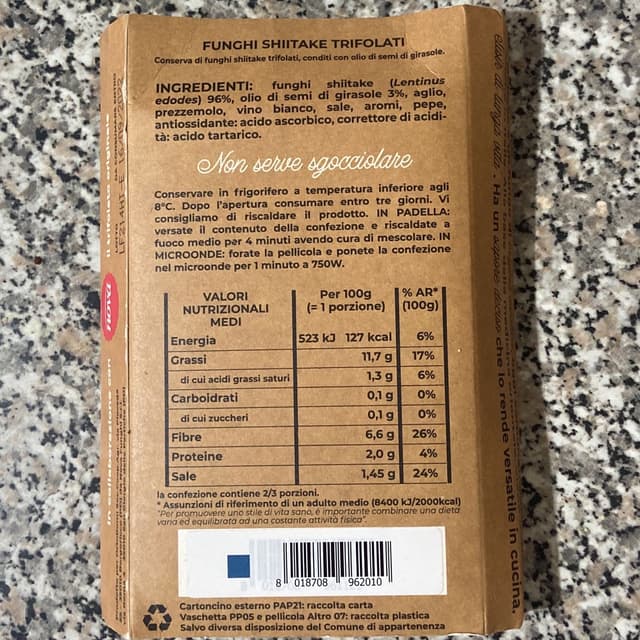 FUNGHI SHIITAKE TRIFOLATI
Conserva di funghi shiitake trifolati, conditi con olio di semi di girasole.
INGREDIENTI: funghi shiitake (Lentinus
edodes) 96%, olio di semi di girasole 3%, aglio,
prezzemolo, vino bianco, sale, aromi, pepe,
antiossidante: acido ascorbico, correttore di acidi-
tà: acido tartarico.
Non serve sgocciolare
Conservare in frigorifero a temperatura inferiore agli
8°C. Dopo l'apertura consumare entro tre giorni. Vi
consigliamo di riscaldare il prodotto. IN PADELLA:
versate il contenuto della confezione e riscaldate a
fuoco medio per 4 minuti avendo cura di mescolare. IN
MICROONDE: forate la pellicola e ponete la confezione
nel microonde per 1 minuto a 750W.
VALORI NUTRIZIONALI MEDI Per 100g (= 1 porzione) % AR* (100g)
Energia 523 kJ 127 kcal 6%
Grassi 11,7 g 17%
di cui acidi grassi saturi 1,3 g 6%
Carboidrati 0,1 g 0%
di cui zuccheri 0,1 g 0%
Fibre 6,6 g 26%
Proteine 2,0 g 4%
Sale 1,45 g 24%
la confezione contiene 2/3 porzioni.
* Assunzioni di riferimento di un adulto medio (8400 kJ/2000kcal)
"Per promuovere uno stile di vita sano, è importante combinare una dieta
varia ed equilibrata ad una costante attività fisica".
8 018708 962010
Cartoncino esterno PAP21: raccolta carta
Vaschetta PP05 e pellicola Altro 07: raccolta plastica
Salvo diversa disposizione del Comune di appartenenza
il trifolato originale
in collaborazione con
. Ha un sapore deciso che lo rende versatile in cucina.